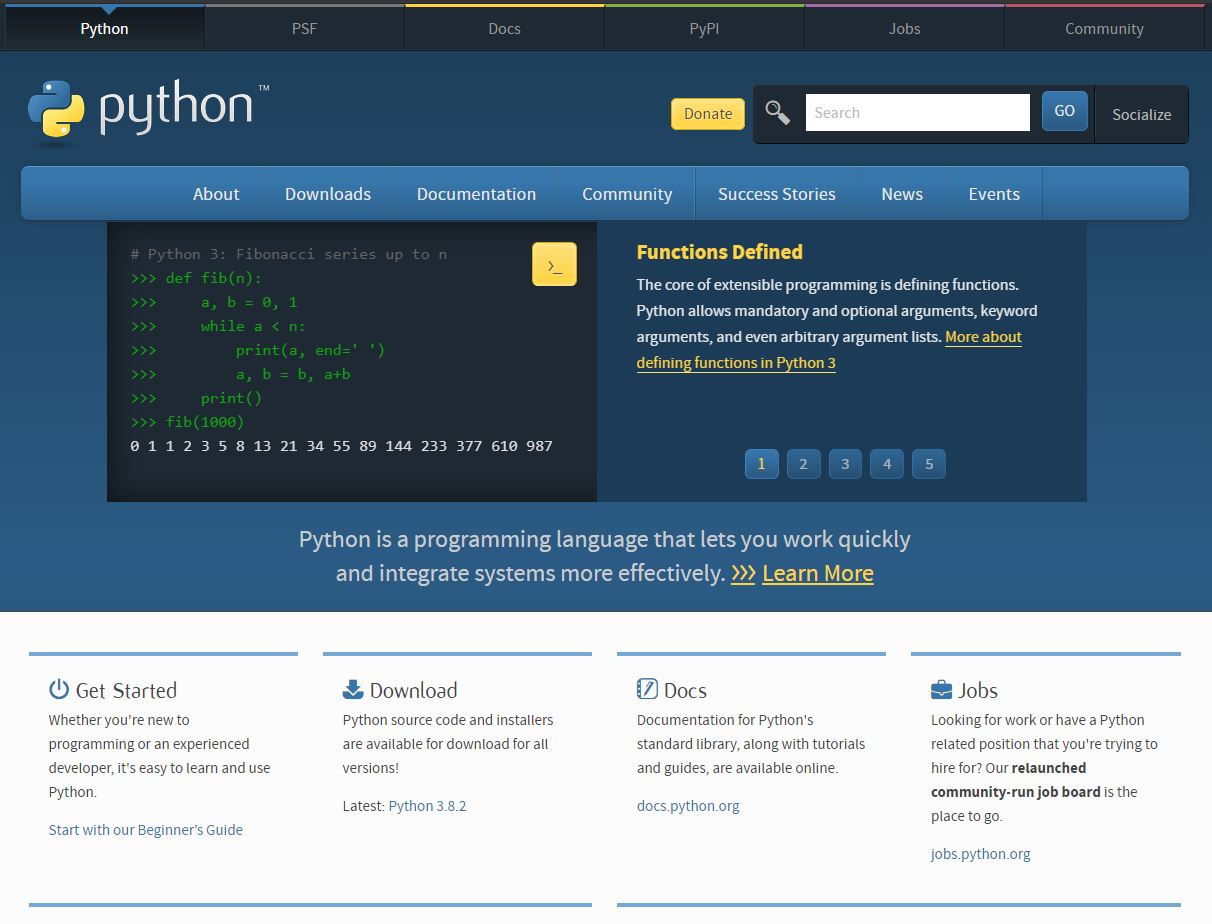 Python
PSF
Docs
PyPI
Jobs
Community
python™
Donate
Search
GO
Socialize
About
Downloads
Documentation
Community
Success Stories
News
Events
# Python 3: Fibonacci series up to n
>>> def fib(n):
>>>     a, b = 0, 1
>>>     while a < n:
>>>         print(a, end=' ')
>>>         a, b = b, a+b
>>>     print()
>>> fib(1000)
0 1 1 2 3 5 8 13 21 34 55 89 144 233 377 610 987
>_
Functions Defined
The core of extensible programming is defining functions.
Python allows mandatory and optional arguments, keyword
arguments, and even arbitrary argument lists. More about
defining functions in Python 3
1
2
3
4
5
Python is a programming language that lets you work quickly
and integrate systems more effectively. >>> Learn More
Get Started
Whether you're new to
programming or an experienced
developer, it's easy to learn and use
Python.
Start with our Beginner’s Guide
Download
Python source code and installers
are available for download for all
versions!
Latest: Python 3.8.2
Docs
Documentation for Python's
standard library, along with tutorials
and guides, are available online.
docs.python.org
Jobs
Looking for work or have a Python
related position that you're trying to
hire for? Our relaunched
community-run job board is the
place to go.
jobs.python.org